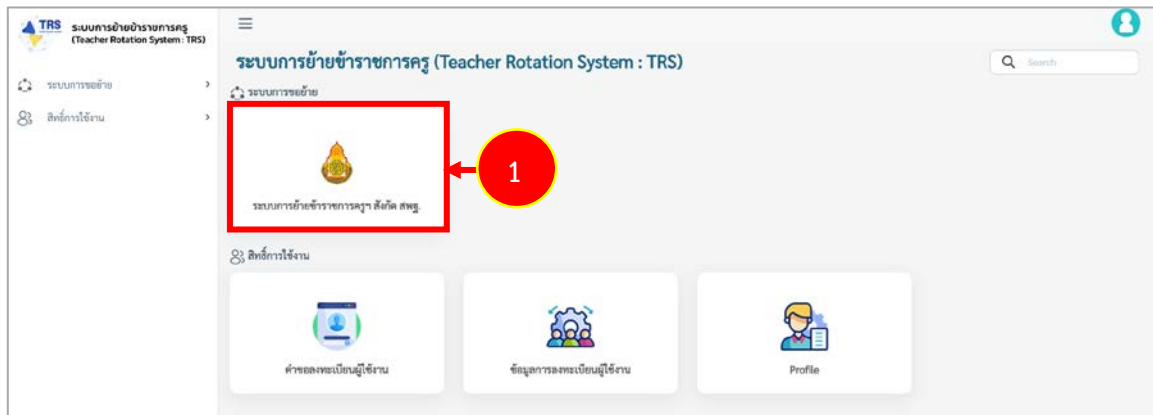 TRS ระบบการย้ายข้าราชการครู
(Teacher Rotation System : TRS)
ระบบการขอย้าย
สิทธิ์การใช้งาน
ระบบการย้ายข้าราชการครู (Teacher Rotation System : TRS)
Search
ระบบการขอย้าย
1
ระบบการย้ายข้าราชการครูฯ สังกัด สพฐ.
สิทธิ์การใช้งาน
คำขอลงทะเบียนผู้ใช้งาน
ข้อมูลการลงทะเบียนผู้ใช้งาน
Profile